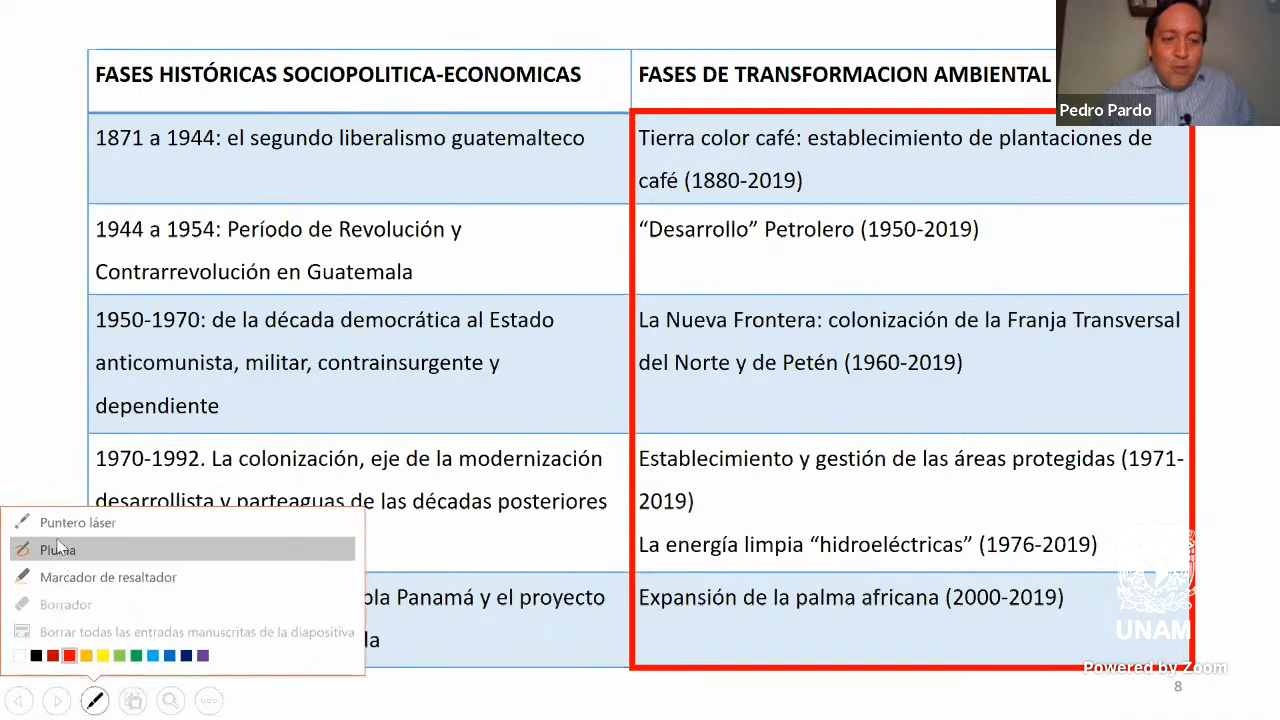 FASES HISTÓRICAS SOCIOPOLITICA-ECONOMICAS
FASES DE TRANSFORMACION AMBIENTAL
Pedro Pardo
1871 a 1944: el segundo liberalismo guatemalteco
Tierra color café: establecimiento de plantaciones de
café (1880-2019)
1944 a 1954: Período de Revolución y
Contrarrevolución en Guatemala
“Desarrollo” Petrolero (1950-2019)
1950-1970: de la década democrática al Estado
anticomunista, militar, contrainsurgente y
dependiente
La Nueva Frontera: colonización de la Franja Transversal
del Norte y de Petén (1960-2019)
1970-1992. La colonización, eje de la modernización
desarrollista y parteaguas de las décadas posteriores
Establecimiento y gestión de las áreas protegidas (1971-
2019)
La energía limpia “hidroeléctricas” (1976-2019)
Panamá y el proyecto
Expansión de la palma africana (2000-2019)
Puntero láser
Pluma
Marcador de resaltador
Borrador
Borrar todas las entradas manuscritas de la diapositiva
UNAM
Powered by Zoom
8